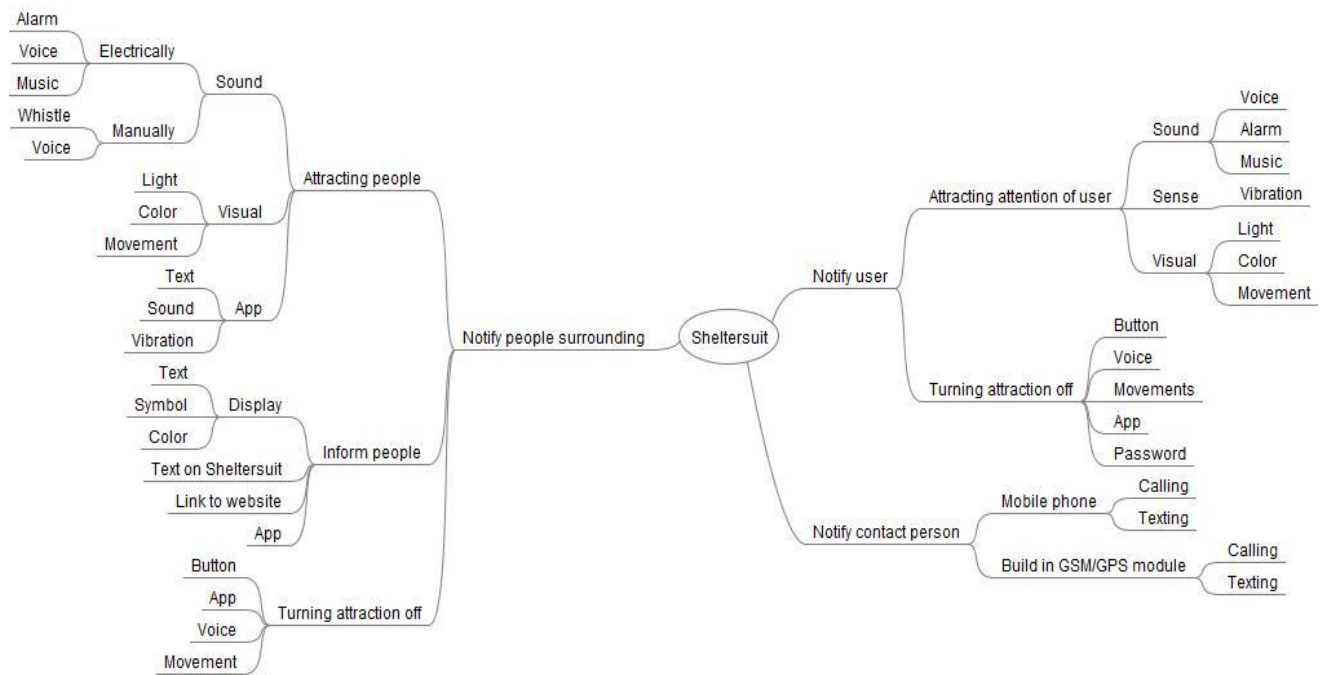 Alarm
Voice
Music
Electrically
Whistle
Voice
Manually
Sound
Light
Color
Movement
Visual
Text
Sound
Vibration
App
Attracting people
Text
Symbol
Color
Display
Text on Sheltersuit
Link to website
App
Inform people
Button
App
Voice
Movement
Turning attraction off
Notify people surrounding
Sheltersuit
Notify user
Attracting attention of user
Sound
Voice
Alarm
Music
Sense
Vibration
Visual
Light
Color
Movement
Turning attraction off
Button
Voice
Movements
App
Password
Notify contact person
Mobile phone
Calling
Texting
Build in GSM/GPS module
Calling
Texting